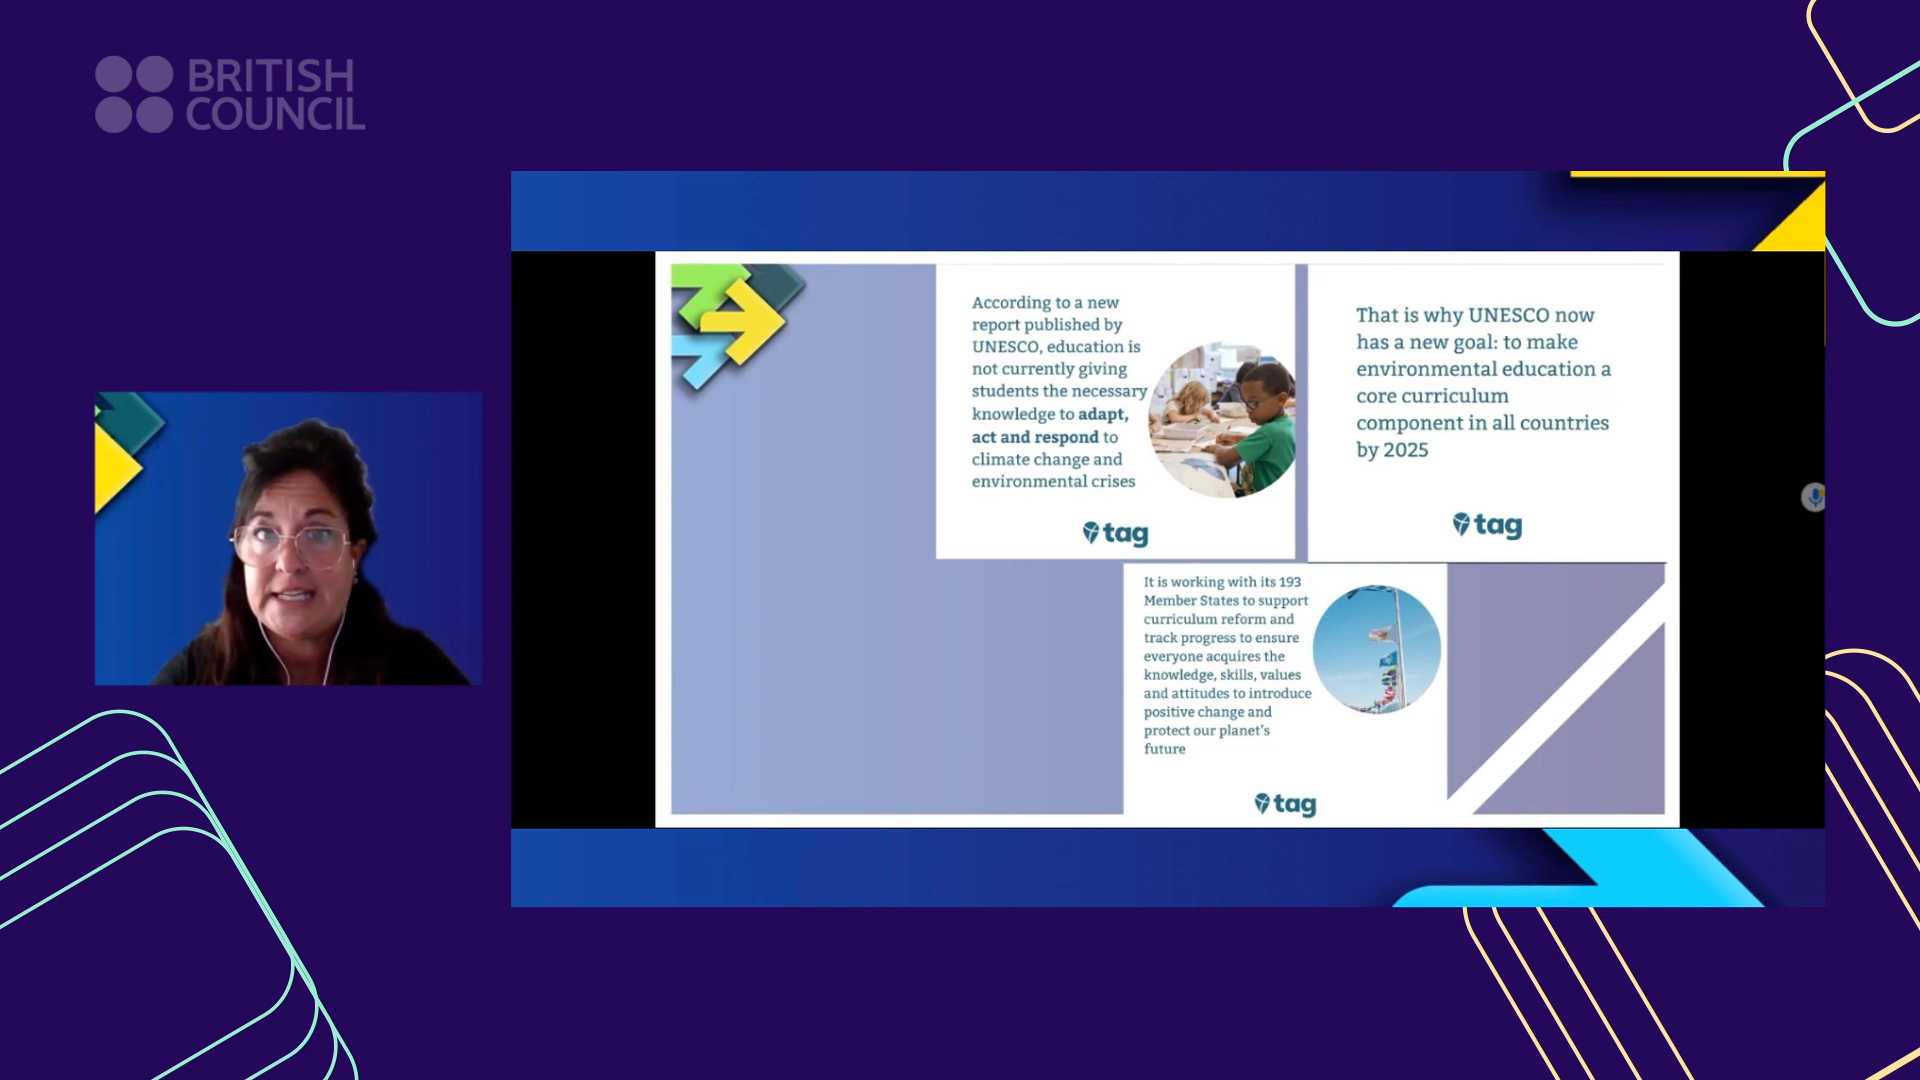 BRITISH
COUNCIL
According to a new
report published by
UNESCO, education is
not currently giving
students the necessary
knowledge to adapt,
act and respond to
climate change and
environmental crises
tag
That is why UNESCO now
has a new goal: to make
environmental education a
core curriculum
component in all countries
by 2025
tag
It is working with its 193
Member States to support
curriculum reform and
track progress to ensure
everyone acquires the
knowledge, skills, values
and attitudes to introduce
positive change and
protect our planet's
future
tag